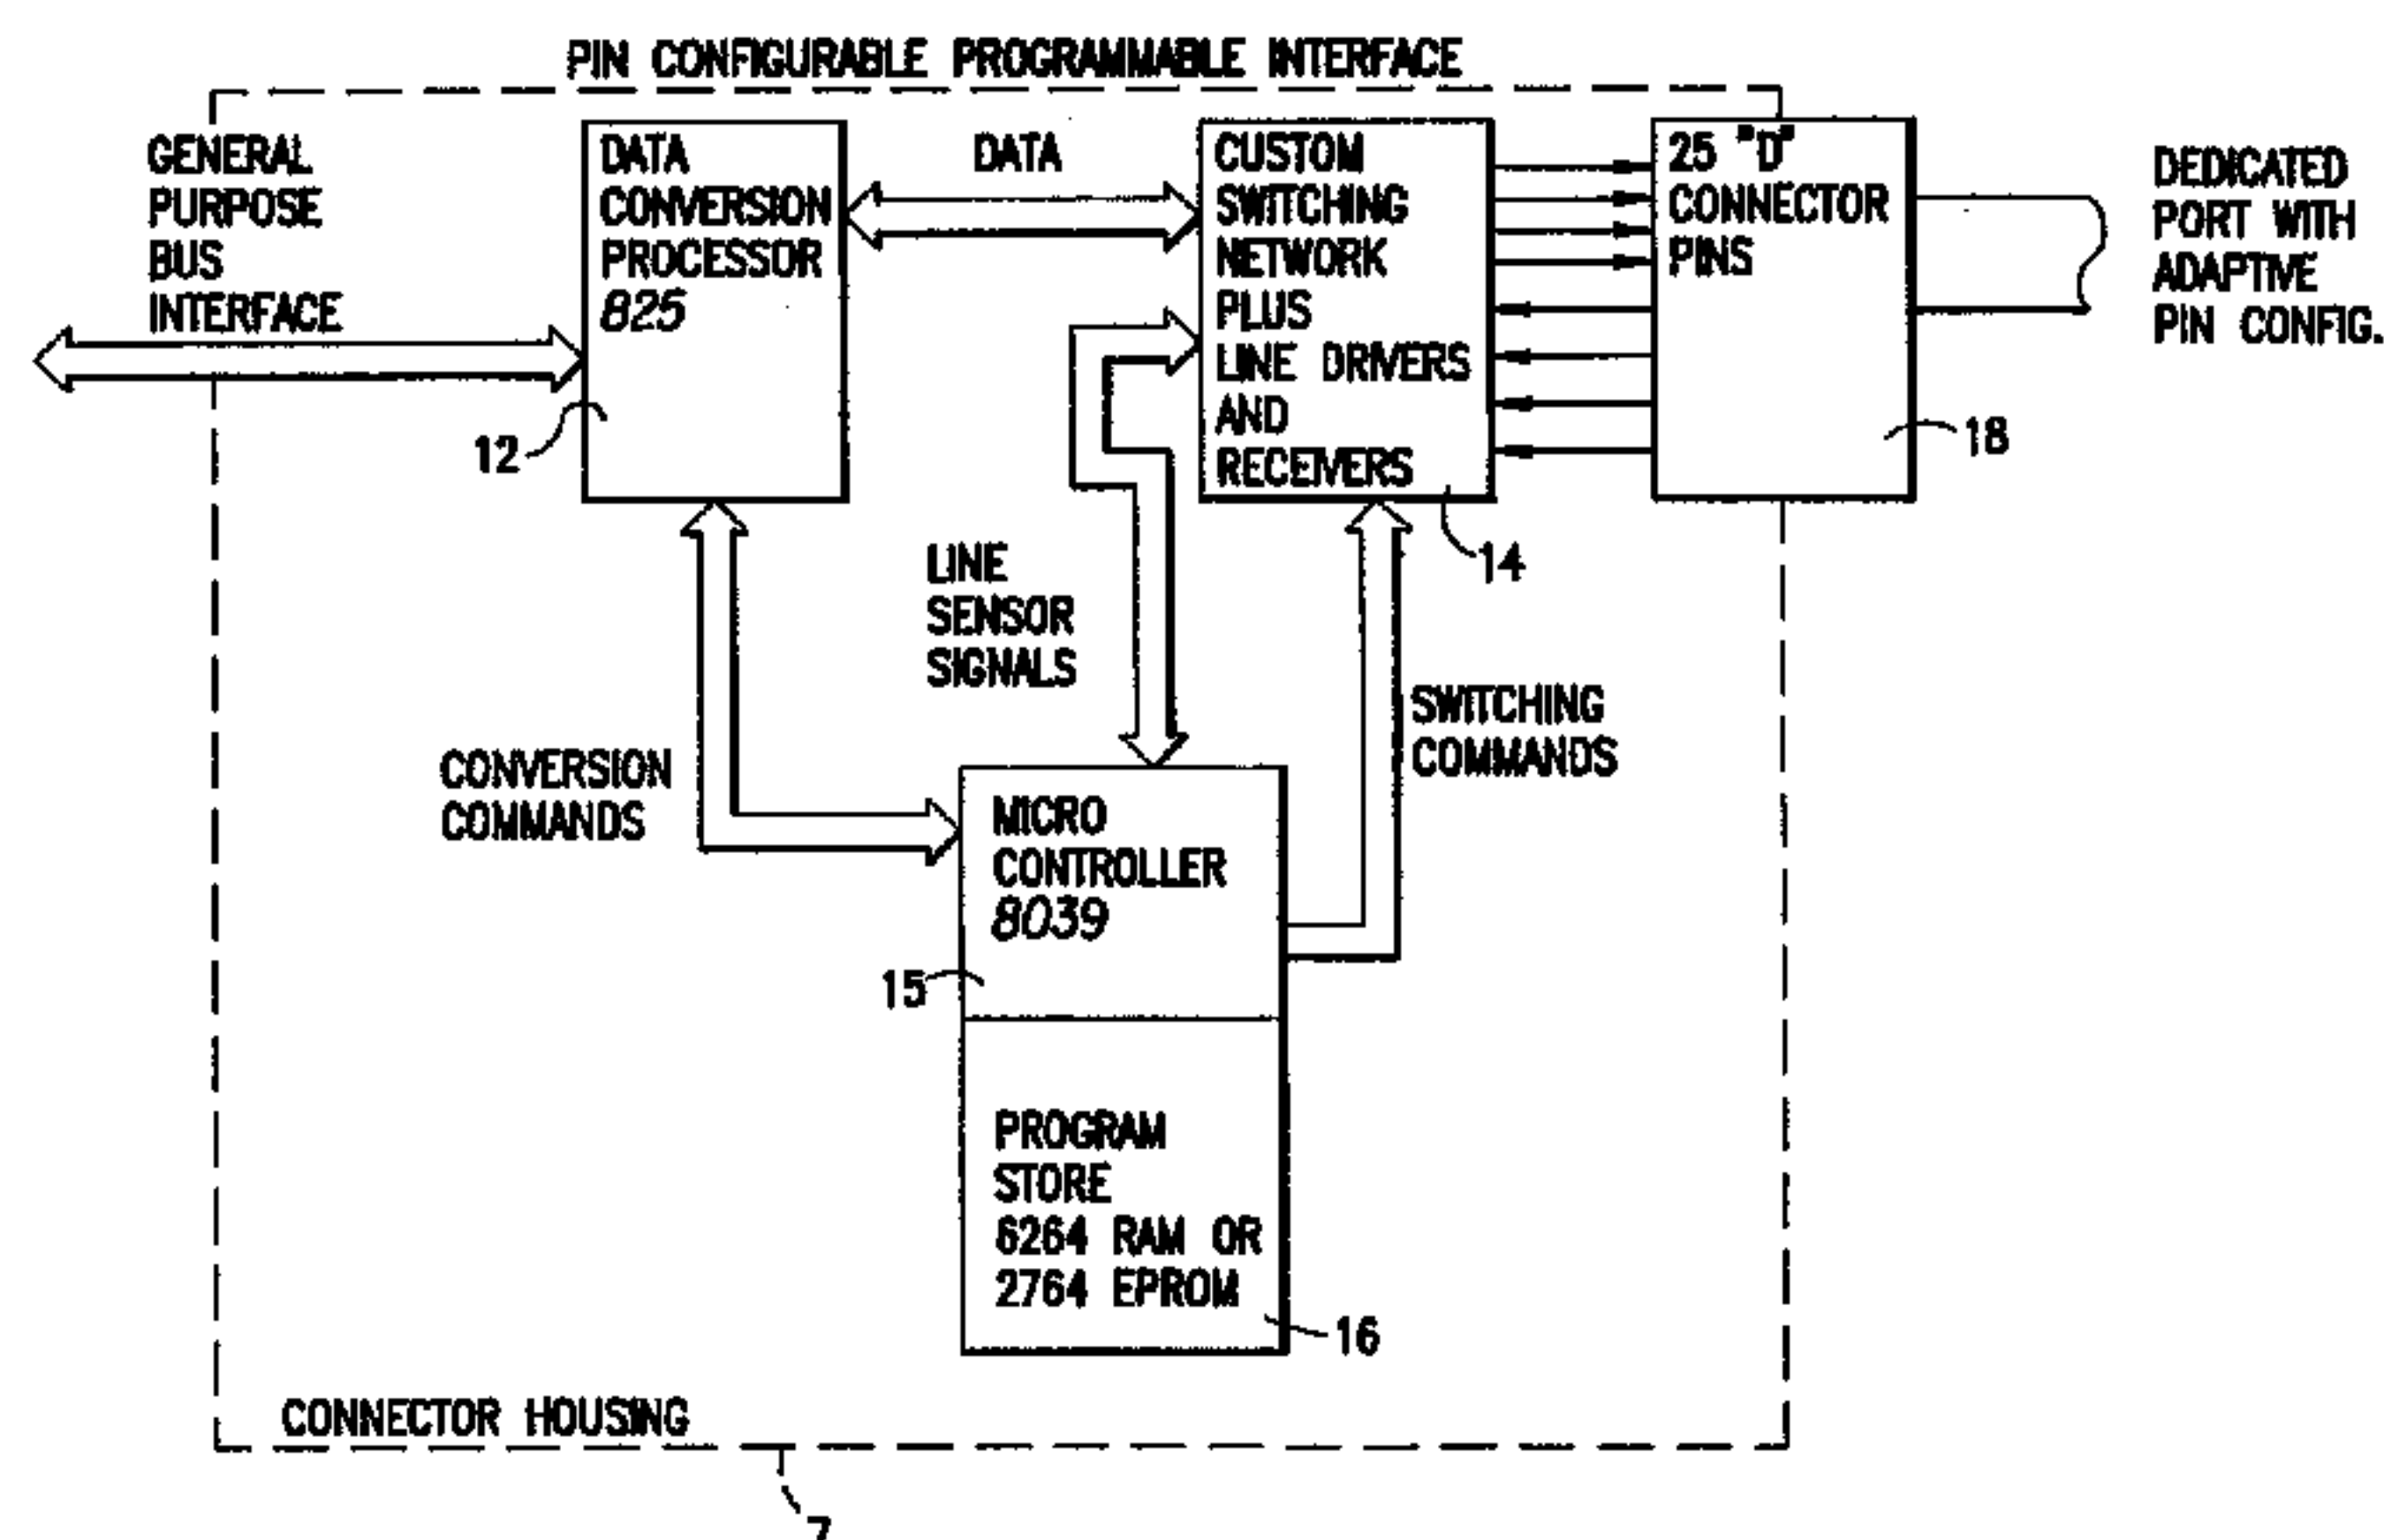 PIN CONFIGURABLE PROGRAMMABLE INTERFACE
GENERAL
PURPOSE
BUS
INTERFACE
DATA
CONVERSION
PROCESSOR
825
12
DATA
CUSTOM
SWITCHING
NETWORK
PLUS
LINE DRIVERS
AND
RECEIVERS
14
25 "D"
CONNECTOR
PINS
18
DEDICATED
PORT WITH
ADAPTIVE
PIN CONFIG.
LINE
SENSOR
SIGNALS
SWITCHING
COMMANDS
CONVERSION
COMMANDS
MICRO
CONTROLLER
8039
15
PROGRAM
STORE
6264 RAM OR
2764 EPROM
16
CONNECTOR HOUSING
7